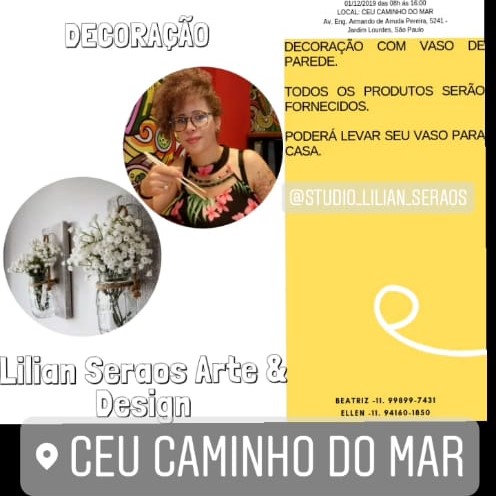 DECORAÇÃO
Lilian Seraos Arte &
Design
01/12/2019 das 08h ás 16:00
LOCAL: CEU CAMINHO DO MAR
Av. Eng. Armando de Arruda Pereira, 5241 -
Jardim Lourdes, São Paulo
DECORAÇÃO COM VASO DE
PAREDE.
TODOS OS PRODUTOS SERÃO
FORNECIDOS.
PODERÁ LEVAR SEU VASO PARA
CASA.
@STUDIO_LILIAN_SERAOS
BEATRIZ -11. 99899-7431
ELLEN -11. 94160-1850
CEU CAMINHO DO MAR